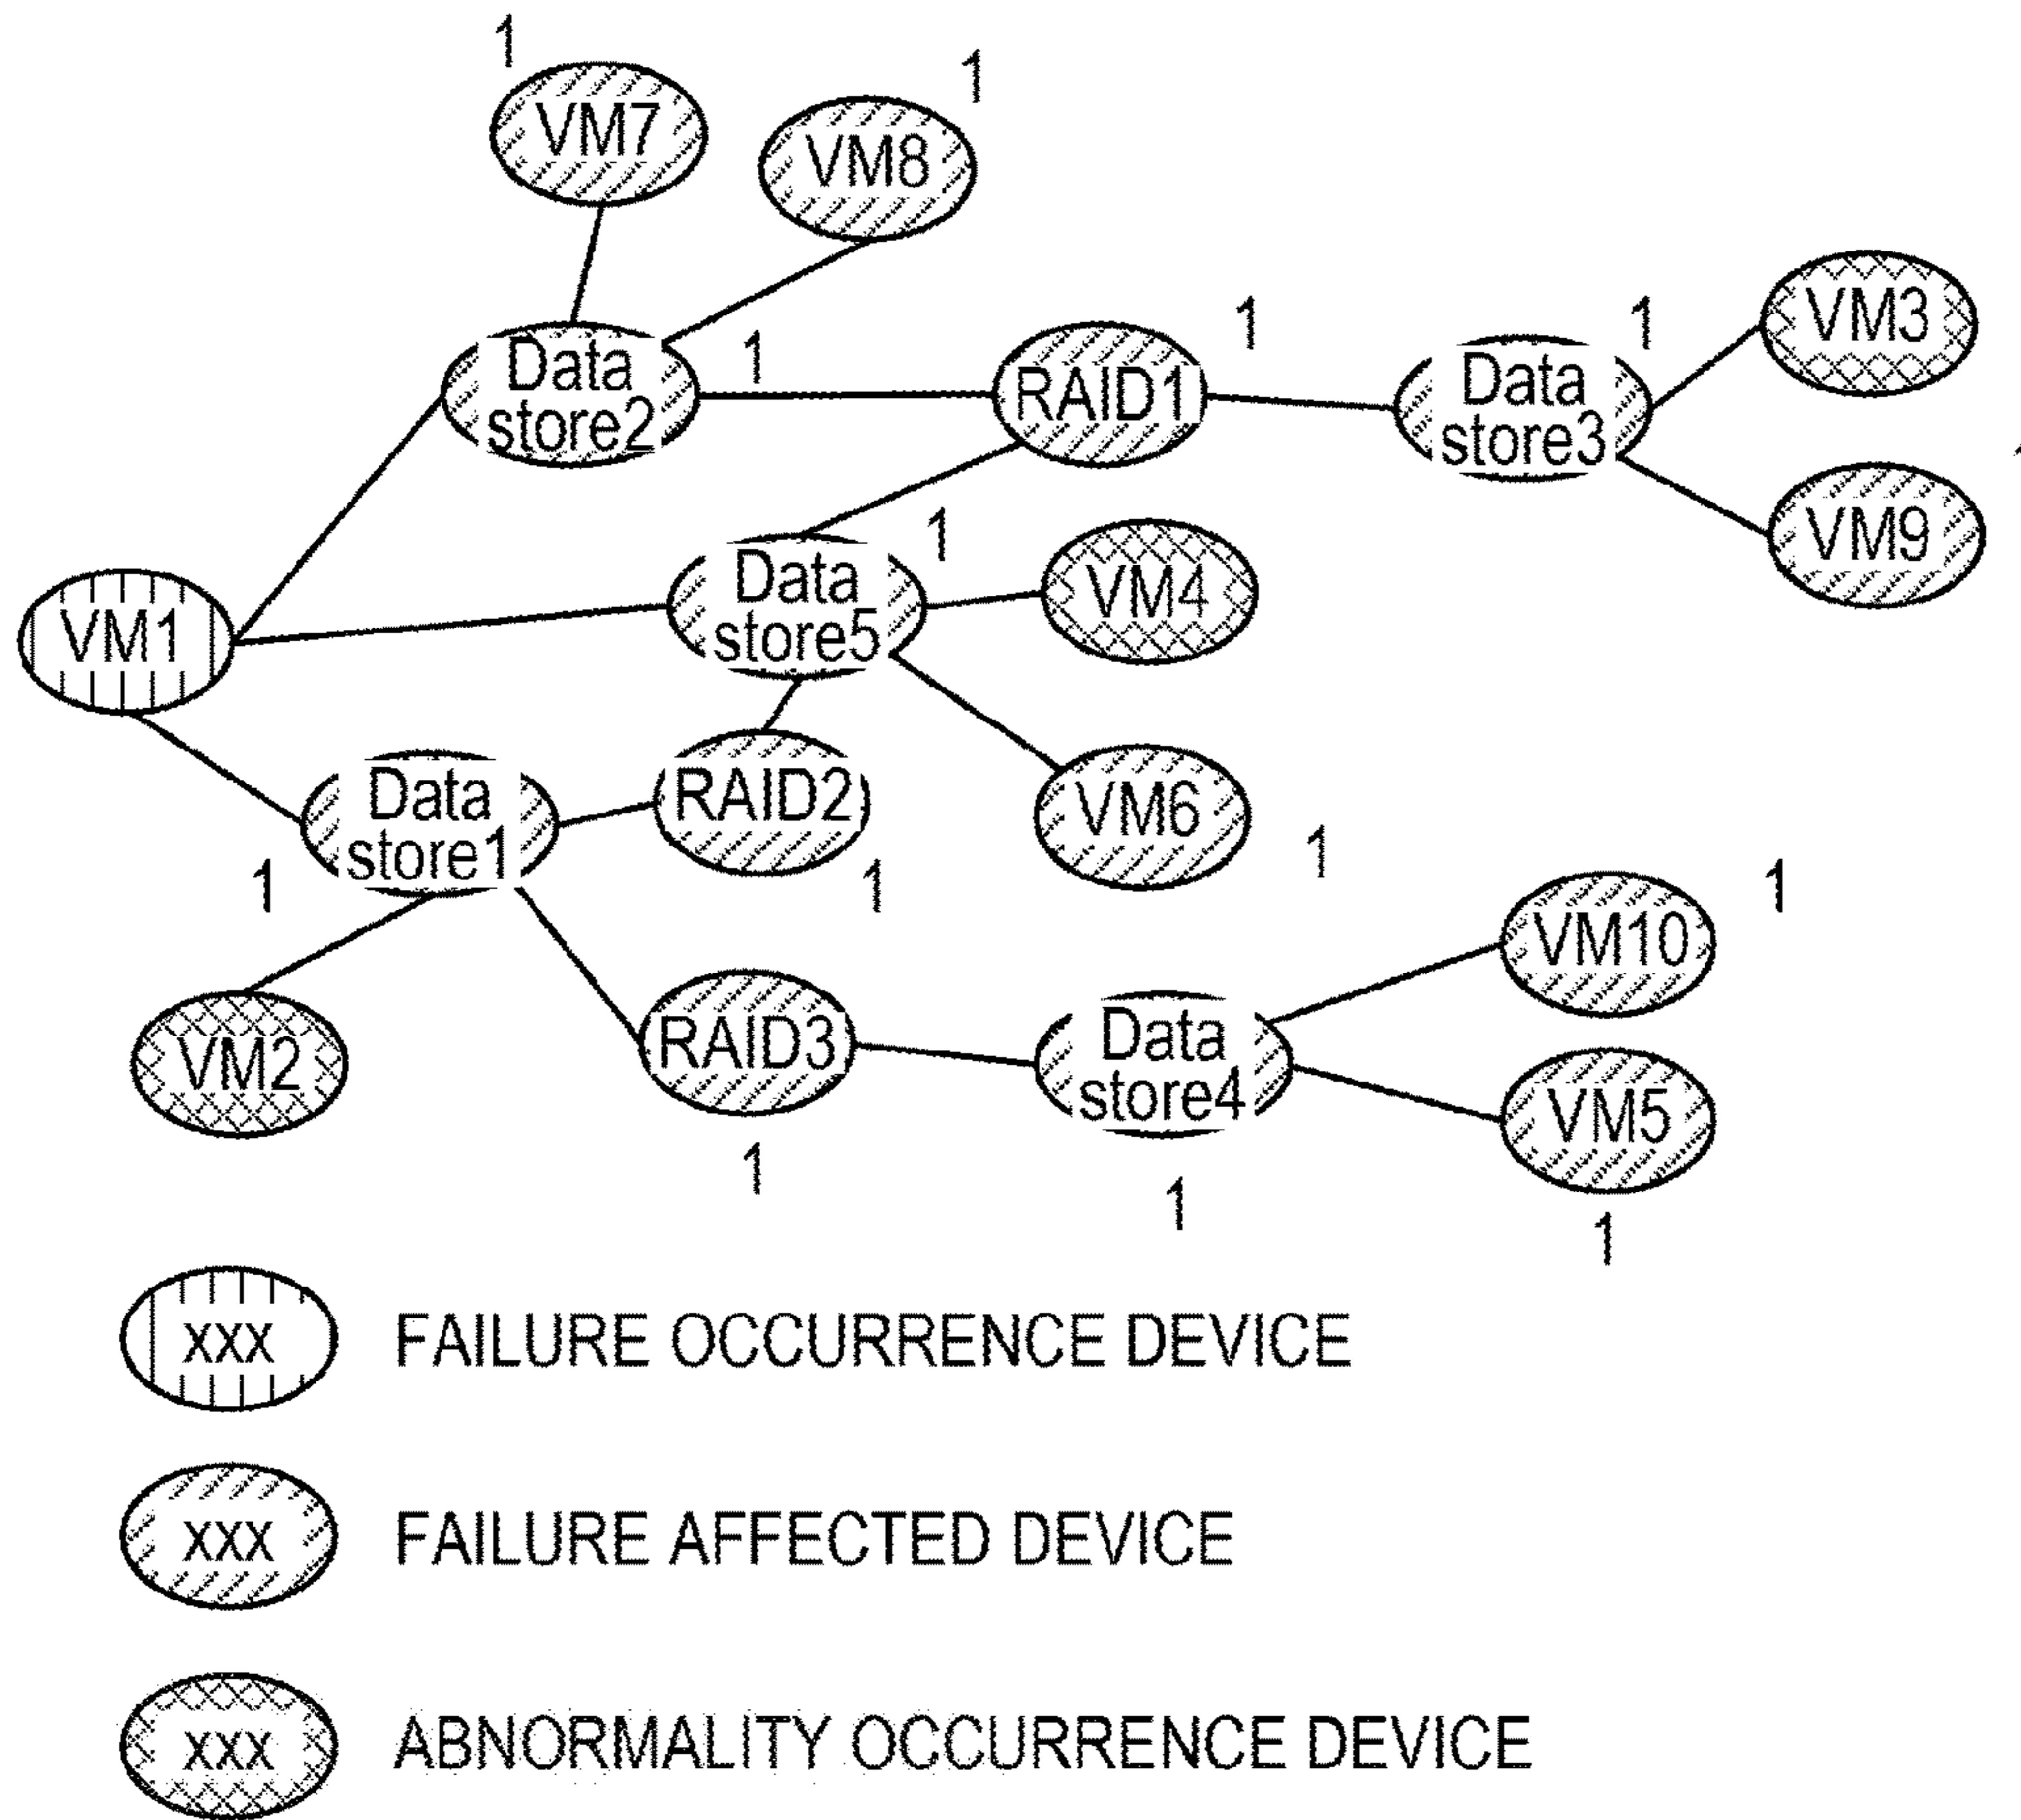 1
VM7
1
VM8
Data
store2
1
RAID1
1
Data
store3
1
VM3
VM9
1
VM1
Data
store5
1
VM4
Data
store1
1
RAID2
1
VM6
1
VM10
1
VM2
RAID3
1
Data
store4
1
VM5
1
xxx FAILURE OCCURRENCE DEVICE
xxx FAILURE AFFECTED DEVICE
xxx ABNORMALITY OCCURRENCE DEVICE